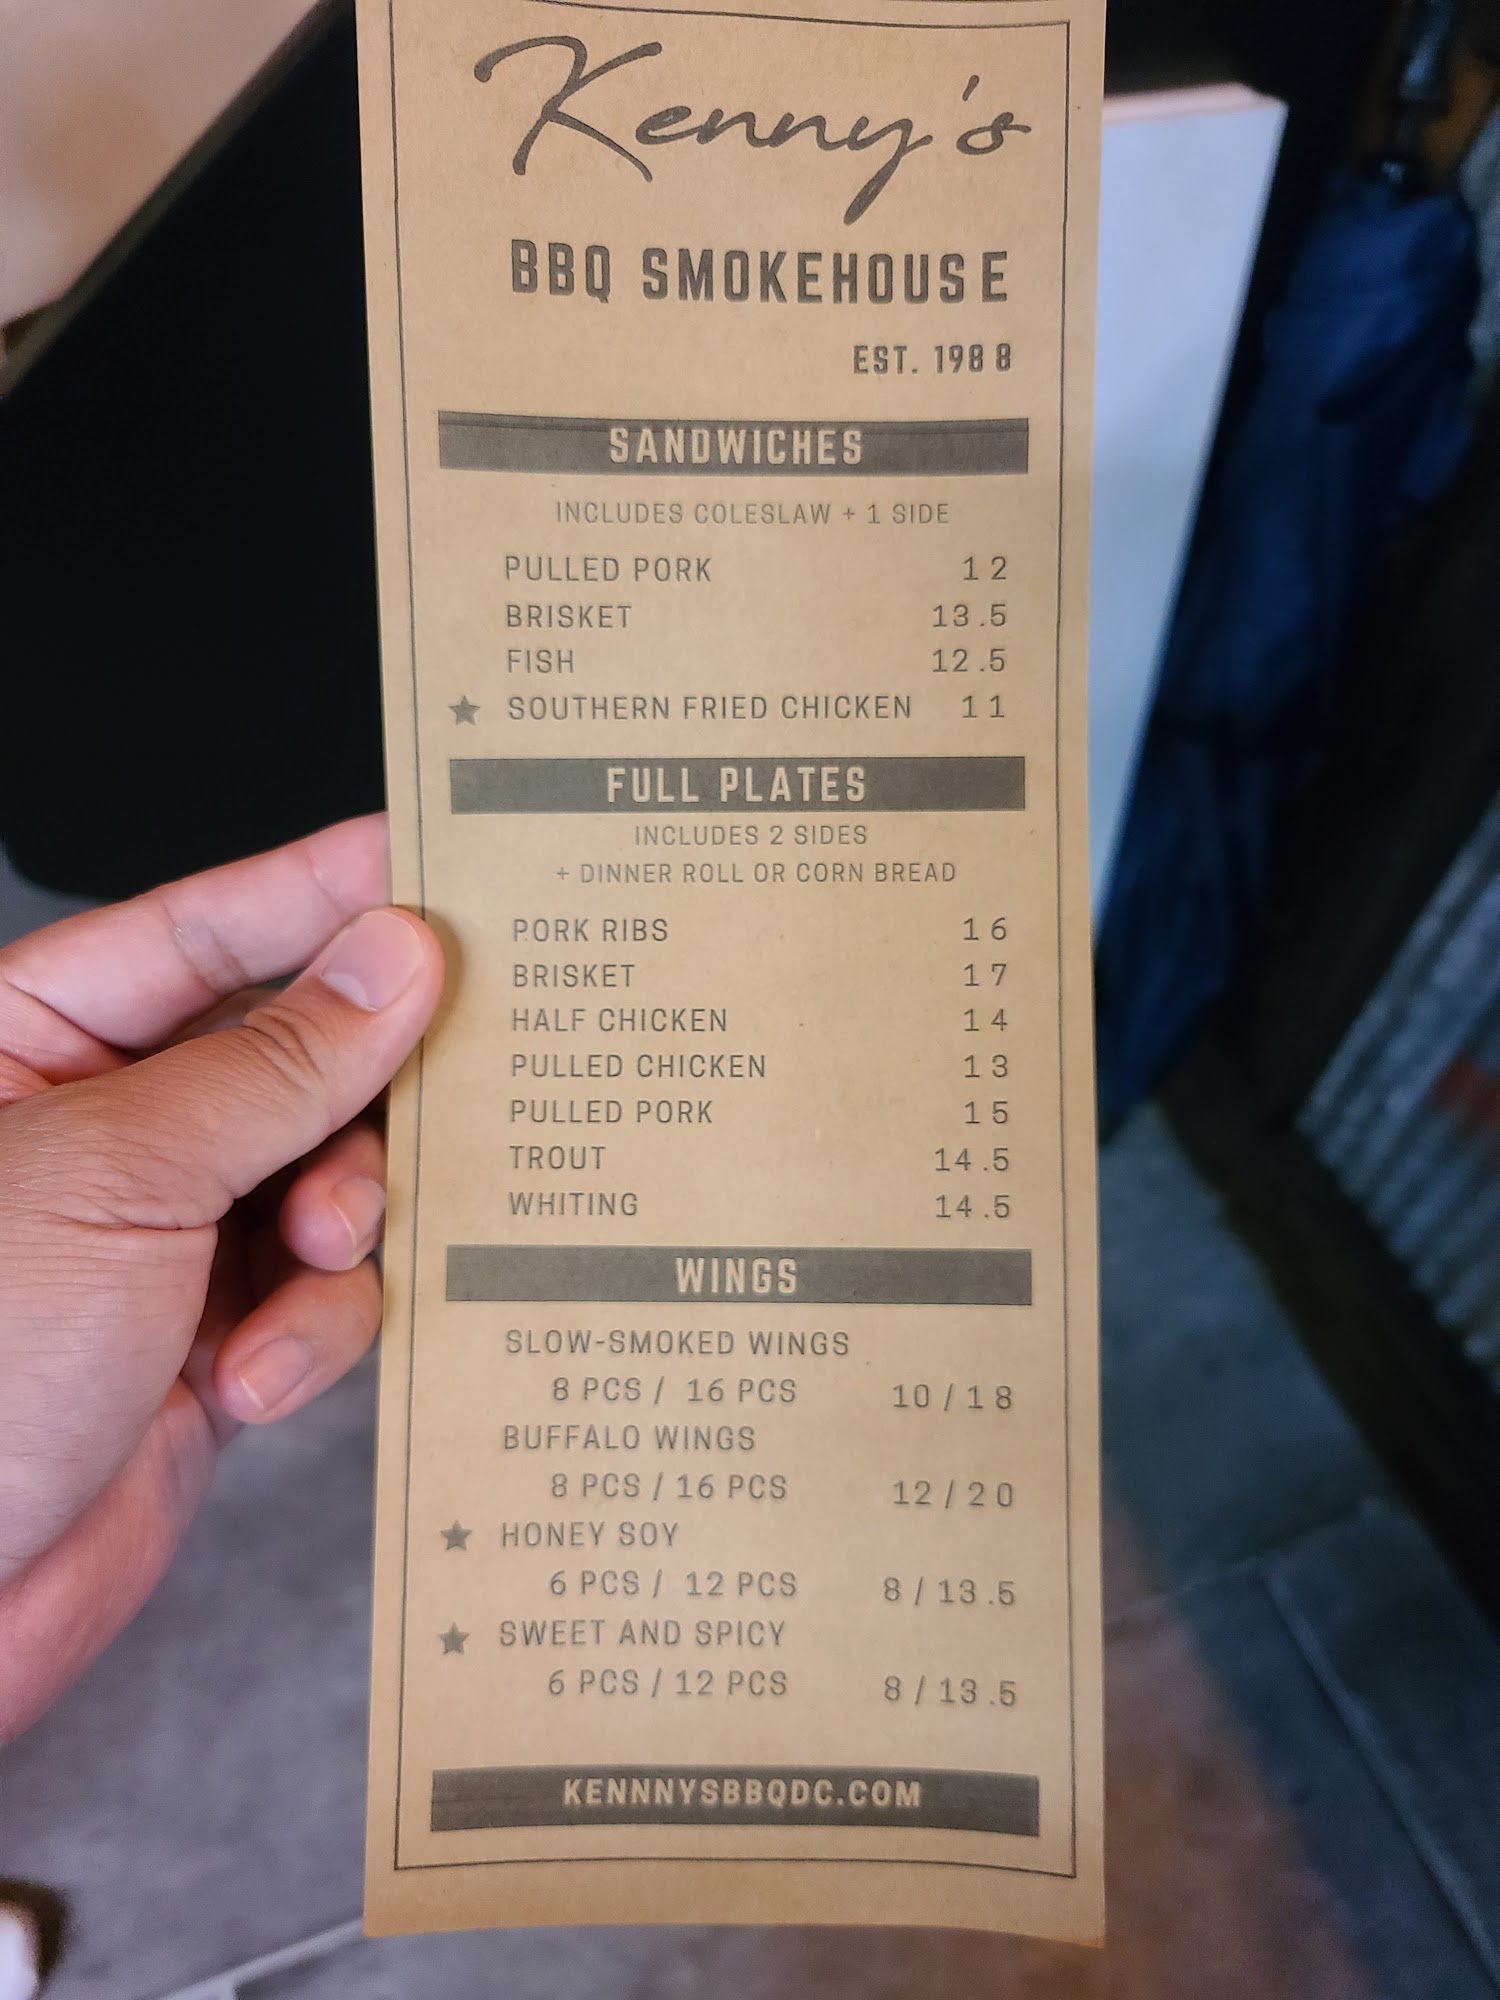 Kenny's
BBQ SMOKEHOUSE
EST. 1988
SANDWICHES
INCLUDES COLESLAW + 1 SIDE
PULLED PORK 12
BRISKET 13.5
FISH 12.5
★ SOUTHERN FRIED CHICKEN 11
FULL PLATES
INCLUDES 2 SIDES
+ DINNER ROLL OR CORN BREAD
PORK RIBS 16
BRISKET 17
HALF CHICKEN 14
PULLED CHICKEN 13
PULLED PORK 15
TROUT 14.5
WHITING 14.5
WINGS
SLOW-SMOKED WINGS
8 PCS / 16 PCS 10 / 18
BUFFALO WINGS
8 PCS / 16 PCS 12 / 20
★ HONEY SOY
6 PCS / 12 PCS 8 / 13.5
★ SWEET AND SPICY
6 PCS / 12 PCS 8 / 13.5
KENNNYSBBQDC.COM